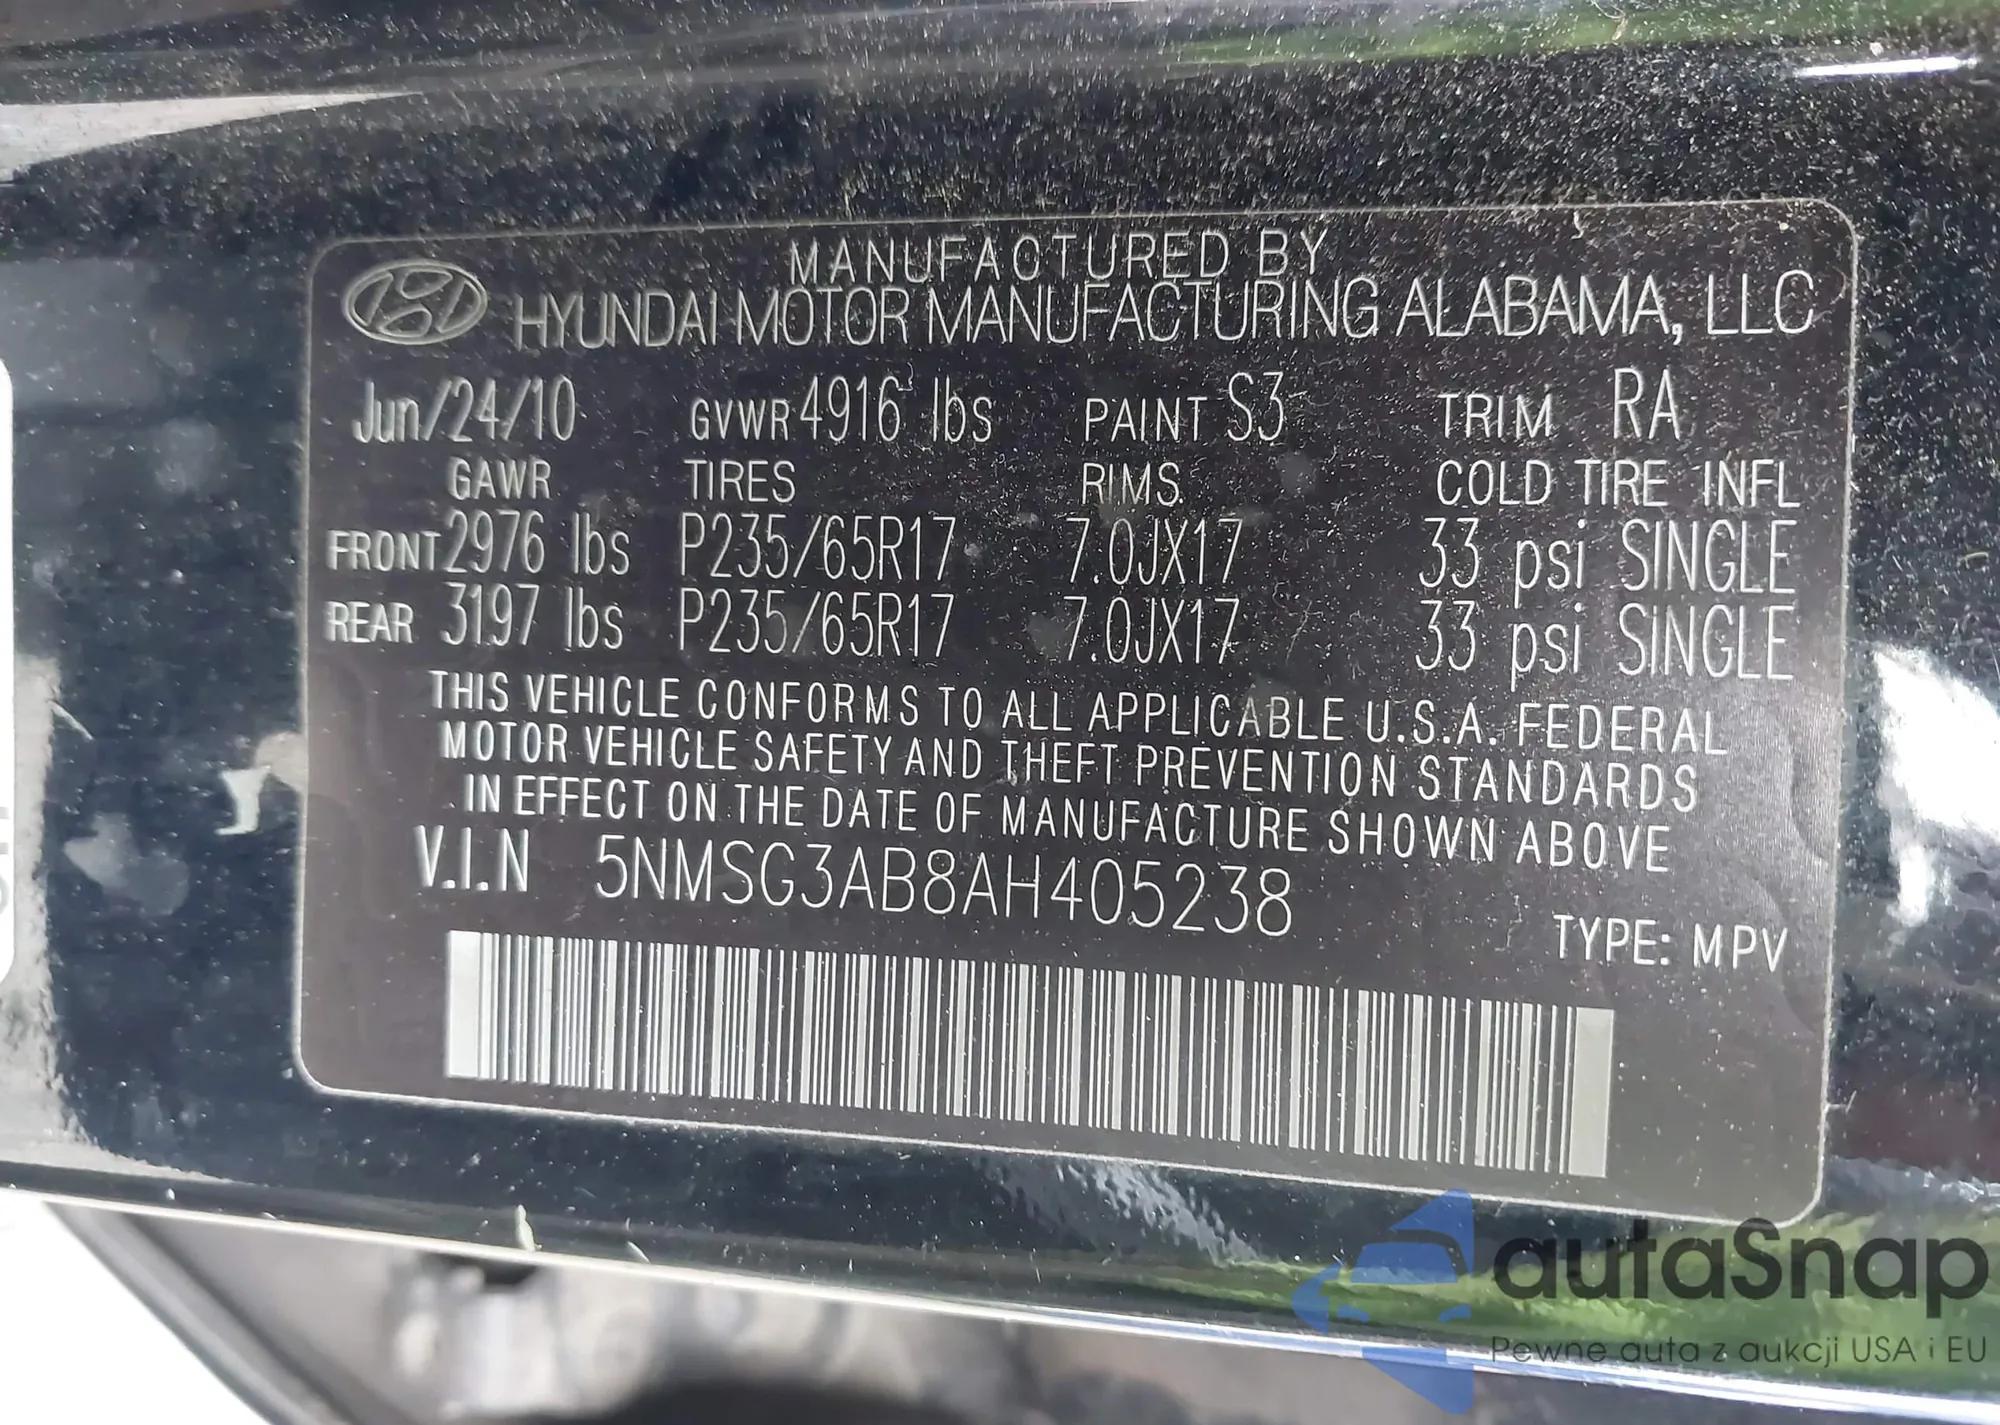 MANUFACTURED BY
HYUNDAI MOTOR MANUFACTURING ALABAMA, LLC
Jun/24/10 GVWR 4916 lbs PAINT S3 TRIM RA
GAWR TIRES RIMS COLD TIRE INFL
FRONT 2976 lbs P235/65R17 7.0JX17 33 psi SINGLE
REAR 3197 lbs P235/65R17 7.0JX17 33 psi SINGLE
THIS VEHICLE CONFORMS TO ALL APPLICABLE U.S.A. FEDERAL
MOTOR VEHICLE SAFETY AND THEFT PREVENTION STANDARDS
IN EFFECT ON THE DATE OF MANUFACTURE SHOWN ABOVE
V.I.N 5NMSG3AB8AH405238
TYPE: MPV
autaSnap
Pewne auta z aukcji USA i EU